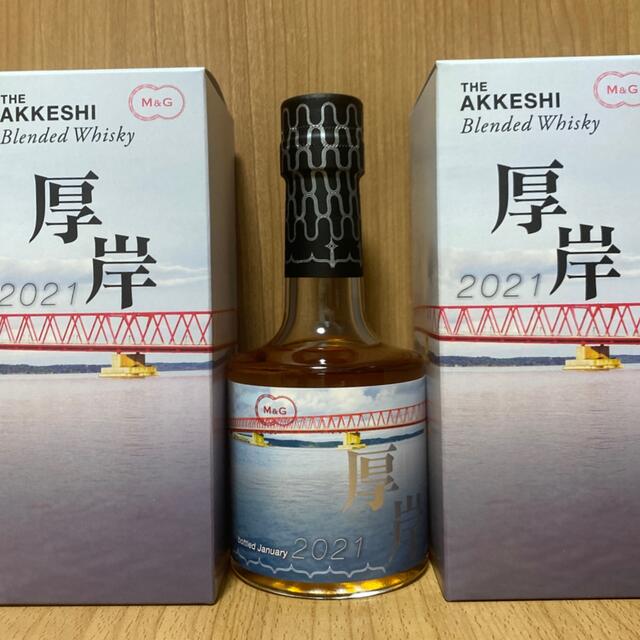 THE
AKKESHI
Blended Whisky
M&G
厚岸
2021
M&G
厚岸
bottled January 2021
THE
AKKESHI
Blended Whisky
M&G
厚岸
2021